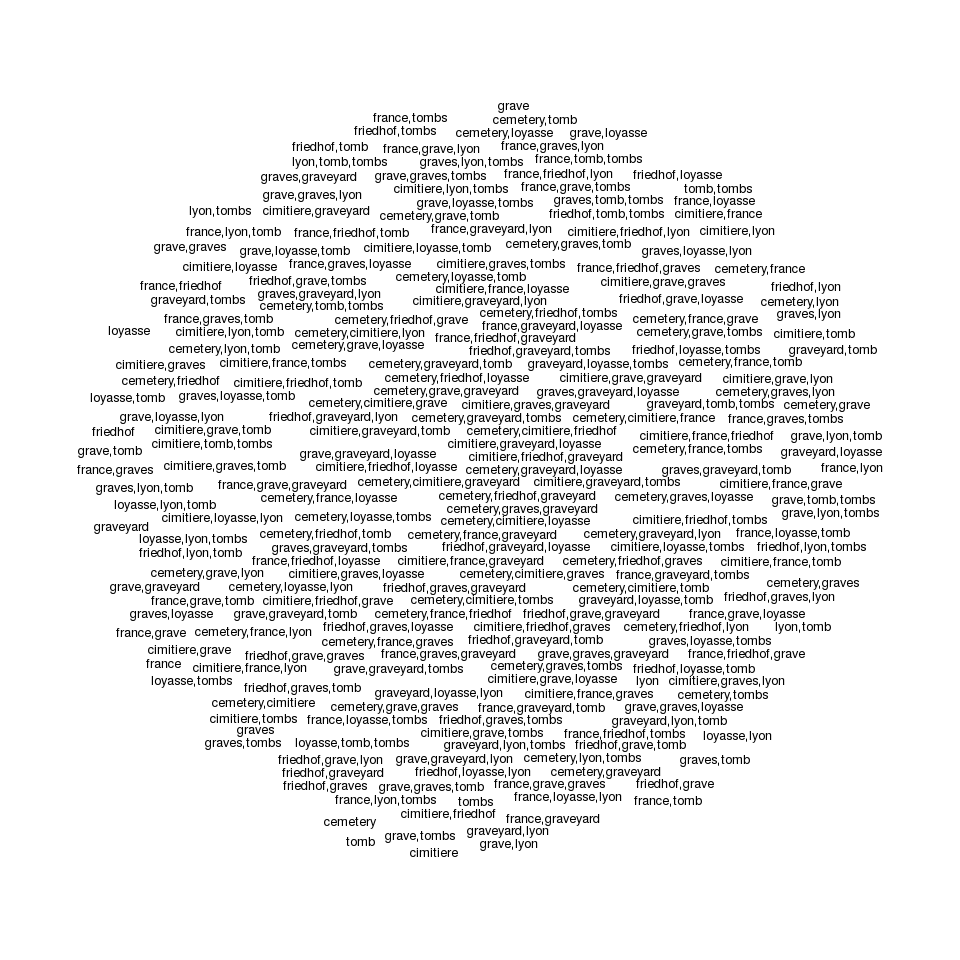 grave
france,tombs cemetery,tomb
friedhof,tombs cemetery,loyasse grave,loyasse
friedhof,tomb france,grave,lyon france,graves,lyon
lyon,tomb,tombs graves,lyon,tombs france,tomb,tombs
graves,graveyard grave,graves,tombs france,friedhof,lyon friedhof,loyasse
grave,graves,lyon cimitiere,lyon,tombs france,grave,tombs tomb,tombs
grave,loyasse,tombs graves,tomb,tombs france,loyasse
lyon,tombs cimitiere,graveyard cemetery,grave,tomb friedhof,tomb,tombs cimitiere,france
france,lyon,tomb france,friedhof,tomb france,graveyard,lyon cimitiere,friedhof,lyon cimitiere,lyon
grave,graves grave,loyasse,tomb cimitiere,loyasse,tomb cemetery,graves,tomb graves,loyasse,lyon
cimitiere,loyasse france,graves,loyasse cimitiere,graves,tombs france,friedhof,graves cemetery,france
france,friedhof friedhof,grave,tombs cemetery,loyasse,tomb cimitiere,france,loyasse cimitiere,grave,graves friedhof,lyon
graveyard,tombs graves,graveyard,lyon cimitiere,graveyard,lyon friedhof,grave,loyasse cemetery,lyon
cemetery,tomb,tombs cemetery,friedhof,tombs graves,lyon
france,graves,tomb cemetery,friedhof,grave france,graveyard,loyasse cemetery,france,grave
loyasse cimitiere,lyon,tomb cemetery,cimitiere,lyon france,friedhof,graveyard cemetery,grave,tombs cimitiere,tomb
cemetery,lyon,tomb cemetery,grave,loyasse friedhof,graveyard,tombs friedhof,loyasse,tombs graveyard,tomb
cimitiere,graves cimitiere,france,tombs cemetery,graveyard,tomb graveyard,loyasse,tombs cemetery,france,tomb
cemetery,friedhof cimitiere,friedhof,tomb cemetery,friedhof,loyasse cimitiere,grave,graveyard cimitiere,grave,lyon
loyasse,tomb graves,loyasse,tombs cemetery,grave,graveyard graves,graveyard,loyasse cemetery,graves,lyon
cemetery,cimitiere,grave cimitiere,graves,graveyard graveyard,tomb,tombs cemetery,grave
grave,loyasse,lyon friedhof,graveyard,lyon cemetery,graveyard,tombs cemetery,cimitiere,france france,graves,tombs
friedhof cimitiere,grave,tomb cimitiere,graveyard,tomb cemetery,cimitiere,friedhof cimitiere,france,friedhof grave,lyon,tomb
grave,tomb cimitiere,tomb,tombs grave,graveyard,loyasse cimitiere,graveyard,loyasse cemetery,france,tombs graveyard,loyasse
france,graves cimitiere,graves,tomb cimitiere,friedhof,loyasse cimitiere,friedhof,graveyard cemetery,graveyard,loyasse graves,graveyard,tomb france,lyon
graves,lyon,tomb france,grave,graveyard cemetery,cimitiere,graveyard cimitiere,graveyard,tombs cimitiere,france,grave
loyasse,lyon,tomb cemetery,france,loyasse cemetery,friedhof,graveyard cemetery,graves,loyasse grave,tomb,tombs
graveyard cimitiere,loyasse,lyon cemetery,loyasse,tombs cemetery,graves,graveyard cemetery,cimitiere,loyasse cimitiere,friedhof,tombs grave,lyon,tombs
loyasse,lyon,tombs cemetery,friedhof,tomb cemetery,france,graveyard cemetery,graveyard,lyon france,loyasse,tomb
friedhof,lyon,tomb graves,graveyard,tombs friedhof,graveyard,loyasse cimitiere,loyasse,tombs friedhof,lyon,tombs
france,friedhof,loyasse cimitiere,france,graveyard cemetery,friedhof,graves cimitiere,france,tomb
cemetery,grave,lyon cimitiere,graves,loyasse cemetery,cimitiere,graves france,graveyard,tombs
grave,graveyard cemetery,loyasse,lyon friedhof,graves,graveyard cemetery,cimitiere,tomb cemetery,graves
france,grave,tomb cimitiere,friedhof,grave cemetery,cimitiere,tombs graveyard,loyasse,tomb friedhof,graves,lyon
graves,loyasse grave,graveyard,tomb cemetery,france,friedhof friedhof,grave,graveyard france,grave,loyasse
france,grave cemetery,france,lyon friedhof,graves,loyasse cimitiere,friedhof,graves cemetery,friedhof,lyon lyon,tomb
cemetery,france,graves friedhof,graveyard,tomb graves,loyasse,tombs
cimitiere,grave friedhof,grave,graves france,graves,graveyard grave,graves,graveyard france,friedhof,grave
france cimitiere,france,lyon grave,graveyard,tombs cemetery,graves,tombs friedhof,loyasse,tomb
loyasse,tombs friedhof,graves,tomb cimitiere,grave,loyasse lyon cimitiere,graves,lyon
cemetery,cimitiere graveyard,loyasse,lyon cimitiere,france,graves cemetery,tombs
cimitiere,tombs france,loyasse,tombs cemetery,grave,graves france,graveyard,tomb grave,graves,loyasse
graves friedhof,graves,tombs graveyard,lyon,tomb
graves,tombs loyasse,tomb,tombs cimitiere,grave,tombs france,friedhof,tombs loyasse,lyon
graveyard,lyon,tombs friedhof,grave,tomb
friedhof,grave,lyon grave,graveyard,lyon cemetery,lyon,tombs graves,tomb
friedhof,graveyard friedhof,loyasse,lyon cemetery,graveyard
friedhof,graves grave,graves,tomb france,grave,graves friedhof,grave
france,lyon,tombs tombs france,loyasse,lyon france,tomb
cemetery cimitiere,friedhof france,graveyard
tomb grave,tombs graveyard,lyon
cimitiere grave,lyon